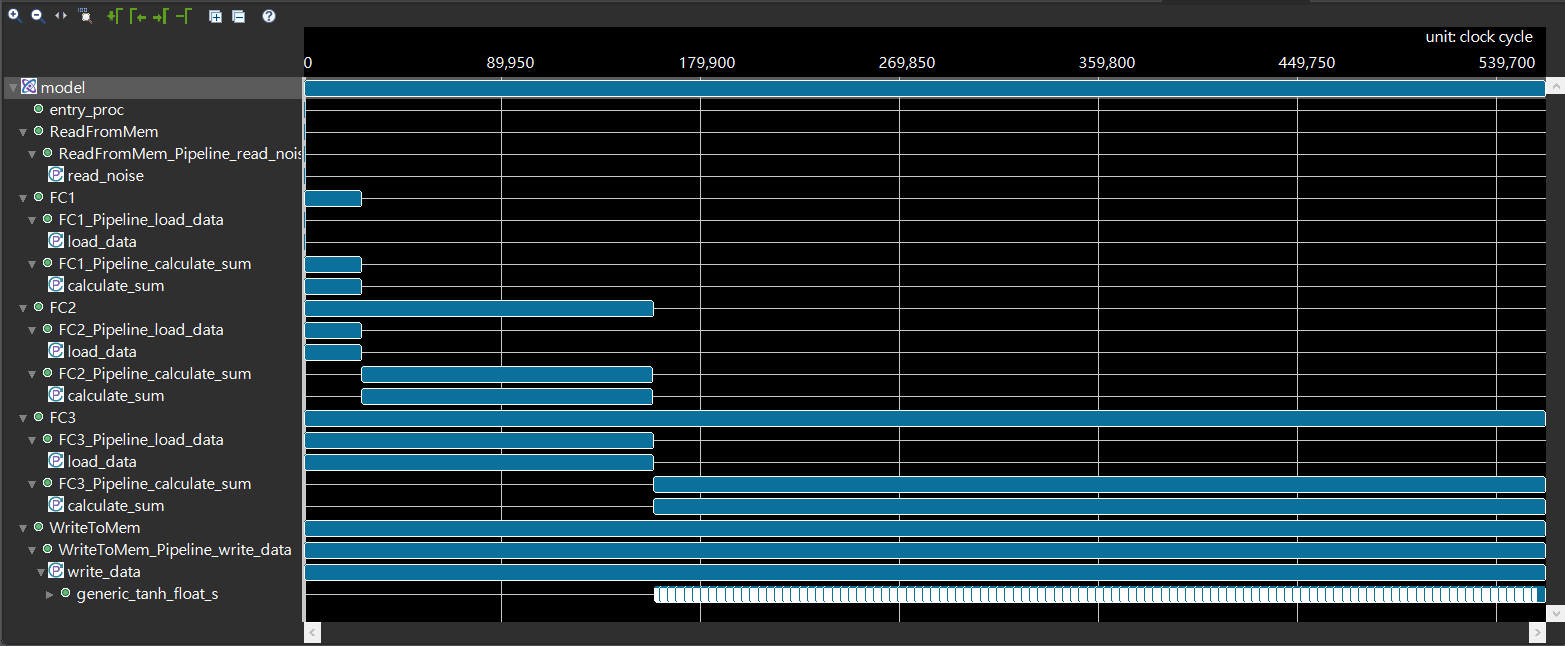 unit: clock cycle
0 89,950 179,900 269,850 359,800 449,750 539,700
model
entry_proc
ReadFromMem
ReadFromMem_Pipeline_read_nois
read_noise
FC1
FC1_Pipeline_load_data
load_data
FC1_Pipeline_calculate_sum
calculate_sum
FC2
FC2_Pipeline_load_data
load_data
FC2_Pipeline_calculate_sum
calculate_sum
FC3
FC3_Pipeline_load_data
load_data
FC3_Pipeline_calculate_sum
calculate_sum
WriteToMem
WriteToMem_Pipeline_write_data
write_data
generic_tanh_float_s